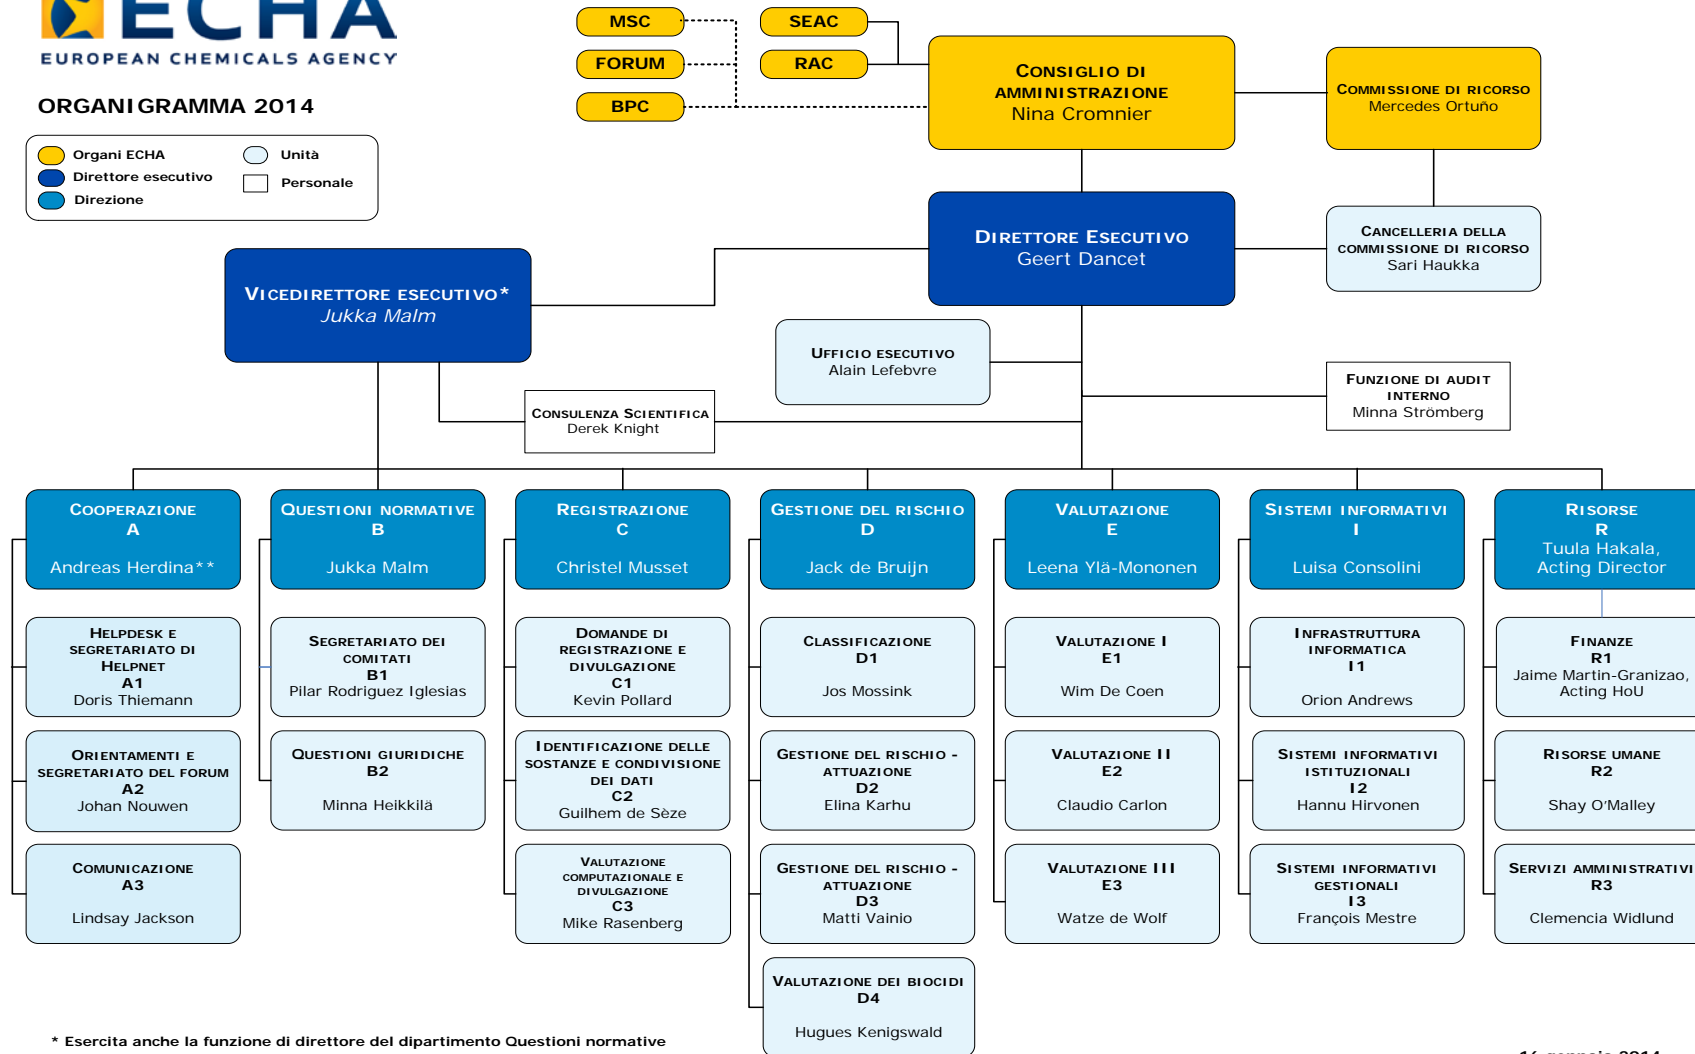 ECHA
EUROPEAN CHEMICALS AGENCY
ORGANIGRAMMA 2014
Organi ECHA
Direttore esecutivo
Direzione
Unità
Personale
MSC
FORUM
BPC
SEAC
RAC
CONSIGLIO DI
AMMINISTRAZIONE
Nina Cromnier
COMMISSIONE DI RICORSO
Mercedes Ortuño
DIRETTORE ESECUTIVO
Geert Dancet
CANCELLERIA DELLA
COMMISSIONE DI RICORSO
Sari Haukka
VICEDIRETTORE ESECUTIVO*
Jukka Malm
UFFICIO ESECUTIVO
Alain Lefebvre
FUNZIONE DI AUDIT
INTERNO
Minna Strömberg
CONSULENZA SCIENTIFICA
Derek Knight
COOPERAZIONE
A
Andreas Herdina**
HELPDESK E
SEGRETARIATO DI
HELPNET
A1
Doris Thiemann
ORIENTAMENTI E
SEGRETARIATO DEL FORUM
A2
Johan Nouwen
COMUNICAZIONE
A3
Lindsay Jackson
QUESTIONI NORMATIVE
B
Jukka Malm
SEGRETARIATO DEI
COMITATI
B1
Pilar Rodriguez Iglesias
QUESTIONI GIURIDICHE
B2
Minna Heikkilä
REGISTRAZIONE
C
Christel Musset
DOMANDE DI
REGISTRAZIONE E
DIVULGAZIONE
C1
Kevin Pollard
IDENTIFICAZIONE DELLE
SOSTANZE E CONDIVISIONE
DEI DATI
C2
Guilhem de Sèze
VALUTAZIONE
COMPUTAZIONALE E
DIVULGAZIONE
C3
Mike Rasenberg
GESTIONE DEL RISCHIO
D
Jack de Bruijn
CLASSIFICAZIONE
D1
Jos Mossink
GESTIONE DEL RISCHIO -
ATTUAZIONE
D2
Elina Karhu
GESTIONE DEL RISCHIO -
ATTUAZIONE
D3
Matti Vainio
VALUTAZIONE DEI BIOCIDI
D4
Hugues Kenigswald
VALUTAZIONE
E
Leena Ylä-Mononen
VALUTAZIONE I
E1
Wim De Coen
VALUTAZIONE II
E2
Claudio Carlon
VALUTAZIONE III
E3
Watze de Wolf
SISTEMI INFORMATIVI
I
Luisa Consolini
INFRASTRUTTURA
INFORMATICA
I1
Orion Andrews
SISTEMI INFORMATIVI
ISTITUZIONALI
I2
Hannu Hirvonen
SISTEMI INFORMATIVI
GESTIONALI
I3
François Mestre
RISORSE
R
Tuula Hakala,
Acting Director
FINANZE
R1
Jaime Martin-Granizao,
Acting HoU
RISORSE UMANE
R2
Shay O'Malley
SERVIZI AMMINISTRATIVI
R3
Clemencia Widlund
* Esercita anche la funzione di direttore del dipartimento Questioni normative